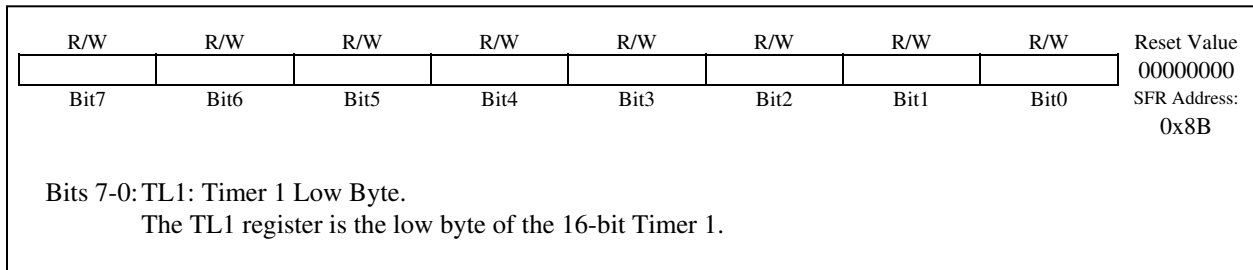 R/W R/W R/W R/W R/W R/W R/W R/W Reset Value
00000000
Bit7 Bit6 Bit5 Bit4 Bit3 Bit2 Bit1 Bit0 SFR Address:
0x8B
Bits 7-0: TL1: Timer 1 Low Byte.
The TL1 register is the low byte of the 16-bit Timer 1.